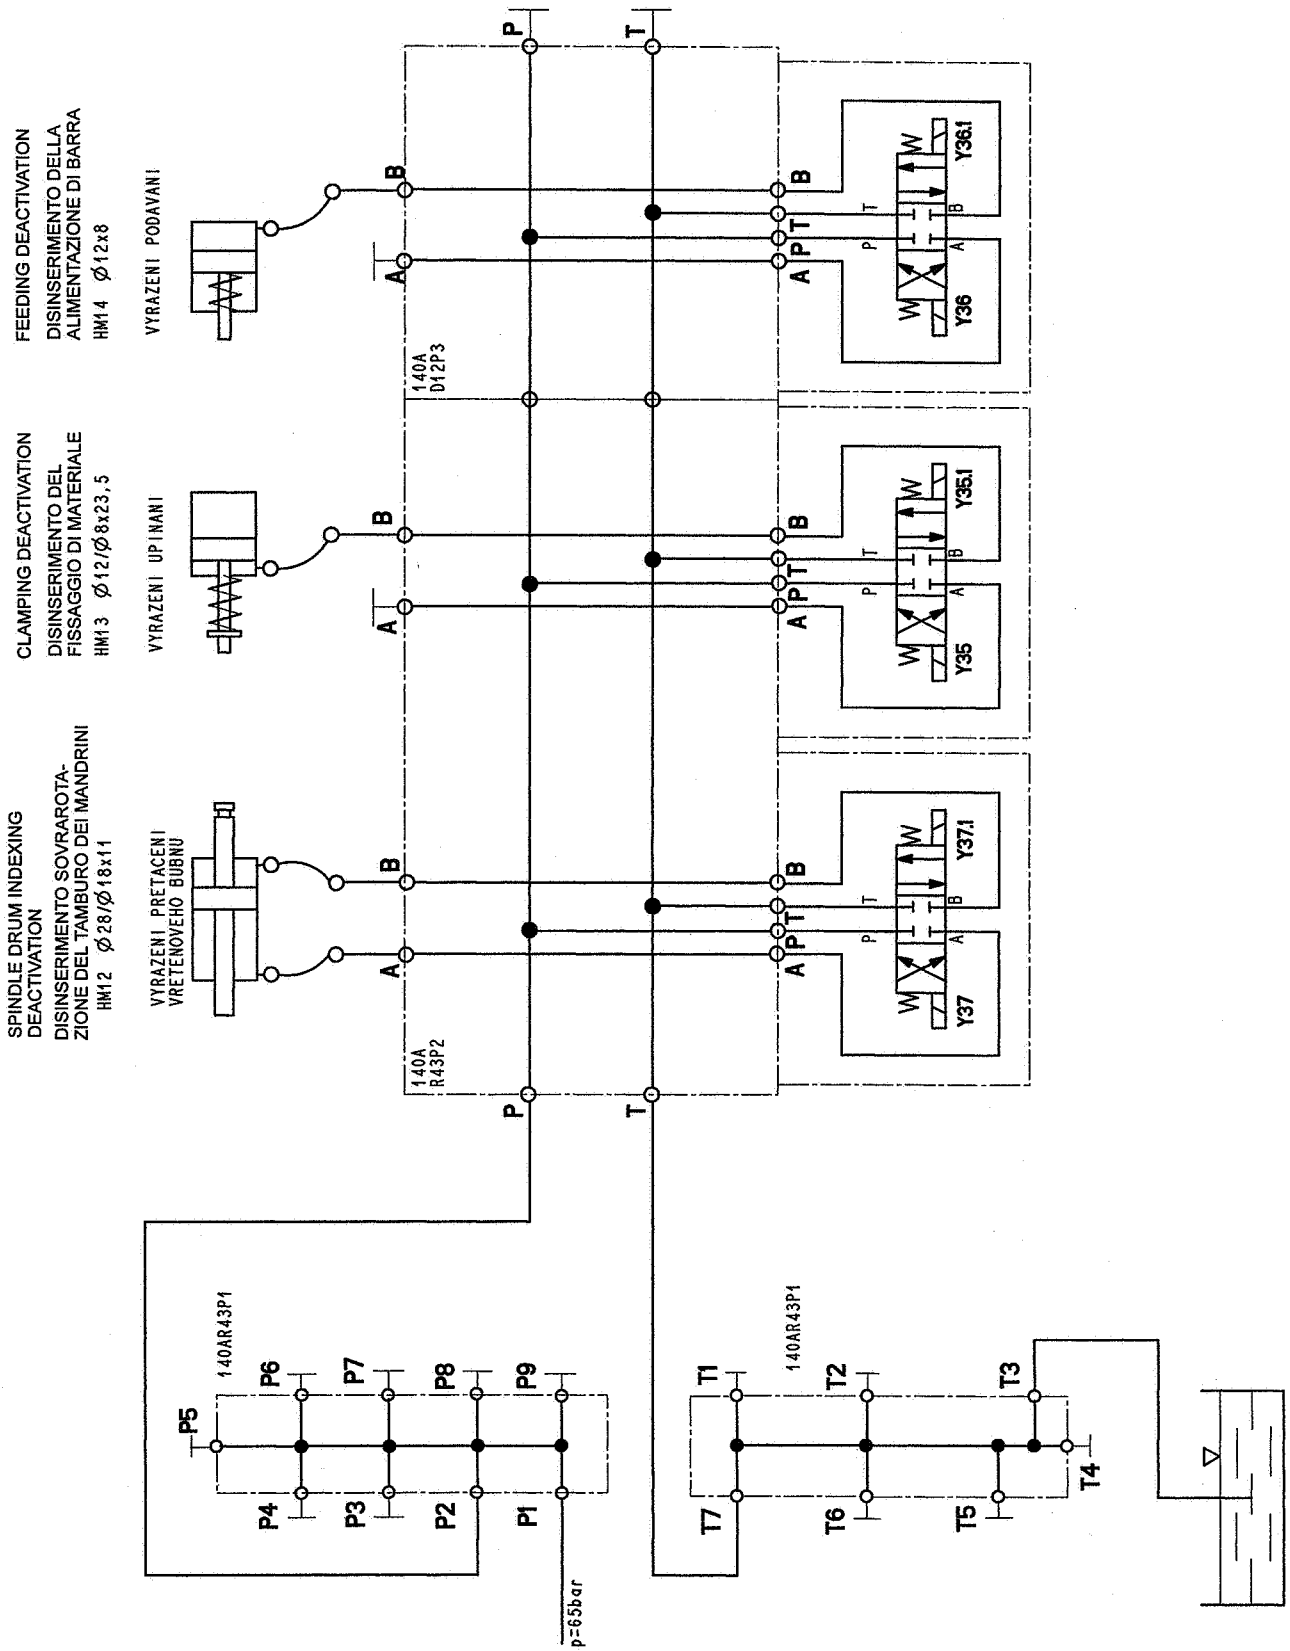 SPINDLE DRUM INDEXING
DEACTIVATION
DISINSERIMENTO SOVRAROTA-
ZIONE DEL TAMBURO DEI MANDRINI
HM12 Ø28/Ø18x11
VYRAZENI PRETACENI
VRETENOVEHO BUBNU
CLAMPING DEACTIVATION
DISINSERIMENTO DEL
FISSAGGIO DI MATERIALE
HM13 Ø12/Ø8x23,5
VYRAZENI UPINANI
FEEDING DEACTIVATION
DISINSERIMENTO DELLA
ALIMENTAZIONE DI BARRA
HM14 Ø12x8
VYRAZENI PODAVANI
A
B
A
B
A
B
140A
R43P2
140A
D12P3
P
P
T
T
A
P
T
B
A
P
T
B
A
P
T
B
P
T
P
T
P
T
A
B
A
B
A
B
W
W
W
W
W
W
Y37
Y37.1
Y35
Y35.1
Y36
Y36.1
140AR43P1
P5
P4
P6
P3
P7
P2
P8
P1
P9
p=65bar
140AR43P1
T7
T1
T6
T2
T5
T3
T4